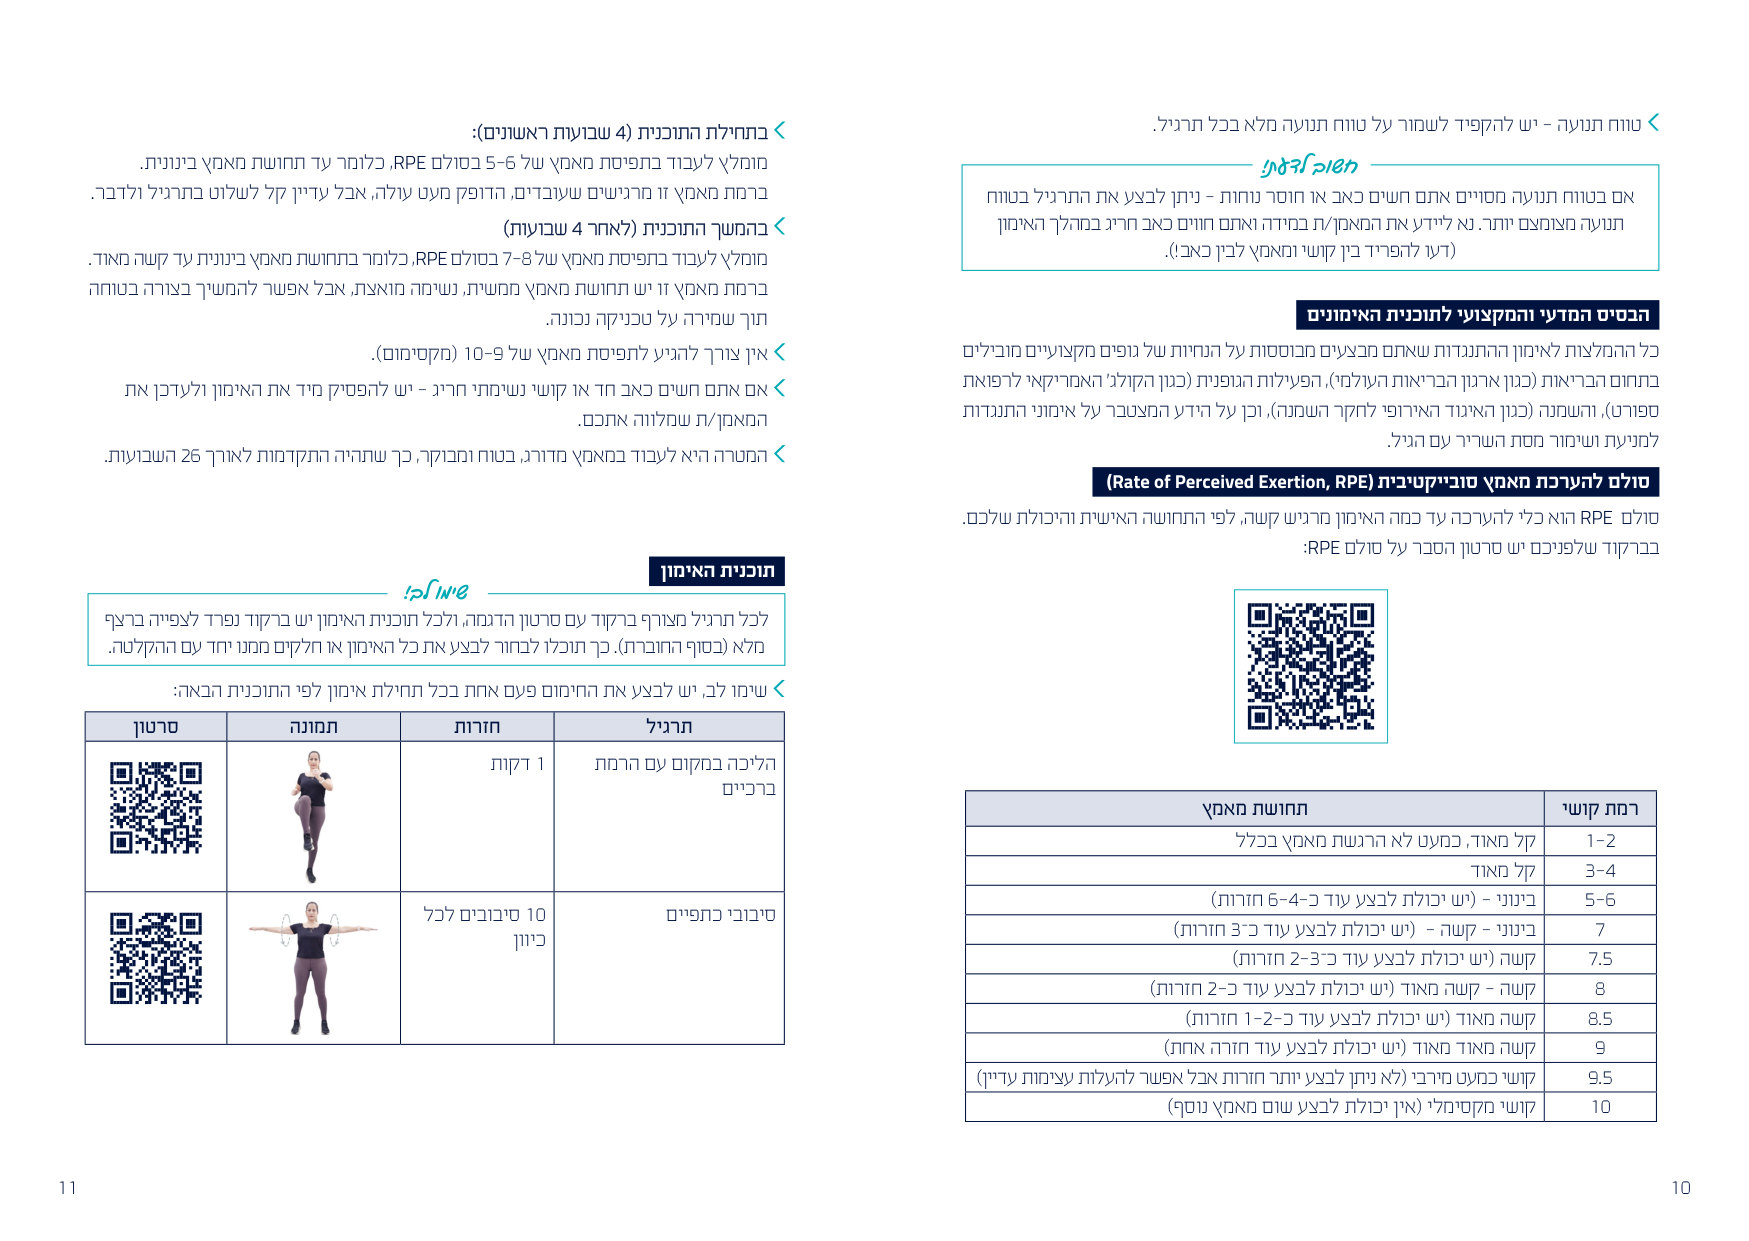 טווח תנועה - יש להקפיד לשמור על טווח תנועה מלא בכל תרגיל.
חשוב לדעת!
אם בטווח תנועה מסויים אתם חשים כאב או חוסר נוחות - ניתן לבצע את התרגיל בטווח
תנועה מצומצם יותר. נא ליידע את המאמן/ת במידה ואתם חווים כאב חריג במהלך האימון
(דעו להפריד בין קושי ומאמץ לבין כאב!).
הבסיס המדעי והמקצועי לתוכנית האימונים
כל ההמלצות לאימון ההתנגדות שאתם מבצעים מבוססות על הנחיות של גופים מקצועיים מובילים
בתחום הבריאות (כגון ארגון הבריאות העולמי), הפעילות הגופנית (כגון הקולג' האמריקאי לרפואת
ספורט), והשמנה (כגון האיגוד האירופי לחקר השמנה), וכן על הידע המצטבר על אימוני התנגדות
למניעת ושימור מסת השריר עם הגיל.
סולם להערכת מאמץ סובייקטיבית (Rate of Perceived Exertion, RPE)
סולם RPE הוא כלי להערכה עד כמה האימון מרגיש קשה, לפי התחושה האישית והיכולת שלכם.
בברקוד שלפניכם יש סרטון הסבר על סולם RPE:
רמת קושי תחושת מאמץ
1-2 קל מאוד, כמעט לא הרגשת מאמץ בכלל
3-4 קל מאוד
5-6 בינוני - (יש יכולת לבצע עוד כ-4-6 חזרות)
7 בינוני - קשה - (יש יכולת לבצע עוד כ־3 חזרות)
7.5 קשה (יש יכולת לבצע עוד כ־2-3 חזרות)
8 קשה - קשה מאוד (יש יכולת לבצע עוד כ-2 חזרות)
8.5 קשה מאוד (יש יכולת לבצע עוד כ-1-2 חזרות)
9 קשה מאוד מאוד (יש יכולת לבצע עוד חזרה אחת)
9.5 קושי כמעט מירבי (לא ניתן לבצע יותר חזרות אבל אפשר להעלות עצימות עדיין)
10 קושי מקסימלי (אין יכולת לבצע שום מאמץ נוסף)
10
בתחילת התוכנית (4 שבועות ראשונים):
מומלץ לעבוד בתפיסת מאמץ של 5-6 בסולם RPE, כלומר עד תחושת מאמץ בינונית.
ברמת מאמץ זו מרגישים שעובדים, הדופק מעט עולה, אבל עדיין קל לשלוט בתרגיל ולדבר.
בהמשך התוכנית (לאחר 4 שבועות)
מומלץ לעבוד בתפיסת מאמץ של 7-8 בסולם RPE, כלומר בתחושת מאמץ בינונית עד קשה מאוד.
ברמת מאמץ זו יש תחושת מאמץ ממשית, נשימה מואצת, אבל אפשר להמשיך בצורה בטוחה
תוך שמירה על טכניקה נכונה.
אין צורך להגיע לתפיסת מאמץ של 9-10 (מקסימום).
אם אתם חשים כאב חד או קושי נשימתי חריג - יש להפסיק מיד את האימון ולעדכן את
המאמן/ת שמלווה אתכם.
המטרה היא לעבוד במאמץ מדורג, בטוח ומבוקר, כך שתהיה התקדמות לאורך 26 השבועות.
תוכנית האימון
שימו לב!
לכל תרגיל מצורף ברקוד עם סרטון הדגמה, ולכל תוכנית האימון יש ברקוד נפרד לצפייה ברצף
מלא (בסוף החוברת). כך תוכלו לבחור לבצע את כל האימון או חלקים ממנו יחד עם ההקלטה.
שימו לב, יש לבצע את החימום פעם אחת בכל תחילת אימון לפי התוכנית הבאה:
תרגיל חזרות תמונה סרטון
הליכה במקום עם הרמת 1 דקות
ברכיים
סיבובי כתפיים 10 סיבובים לכל
כיוון
11